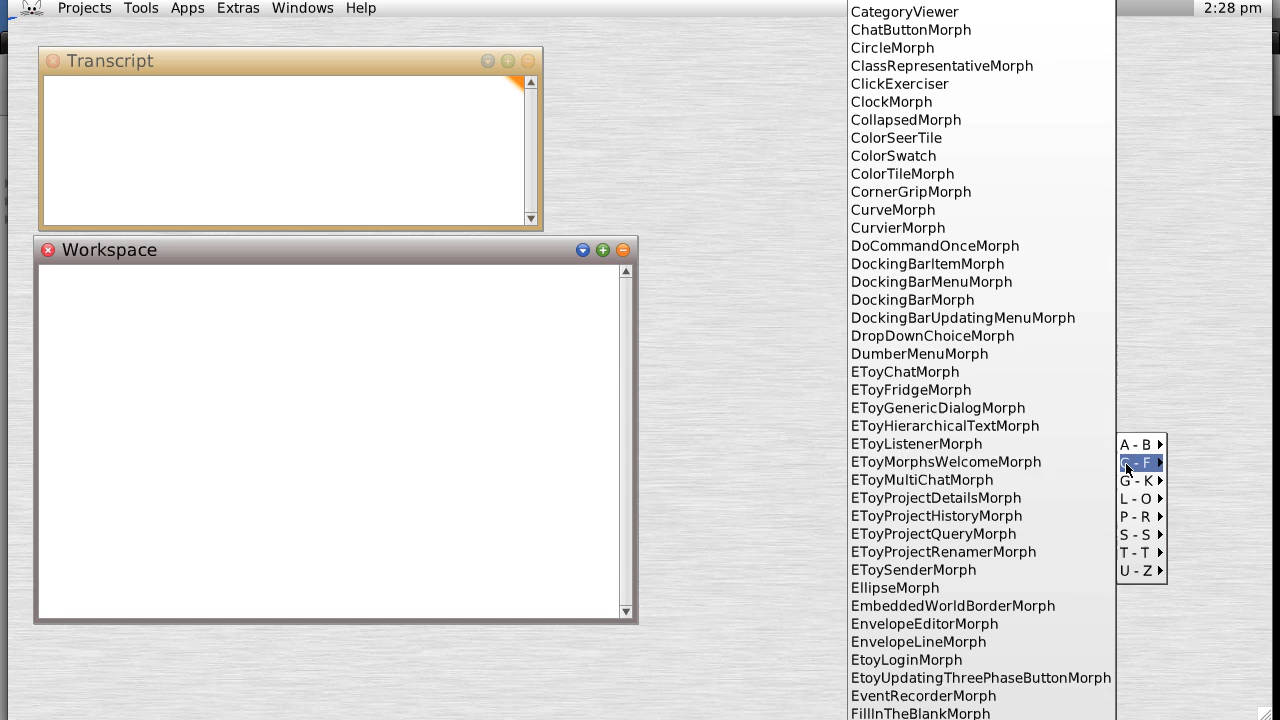 Projects Tools Apps Extras Windows Help 2:28 pm
Transcript
Workspace
CategoryViewer
ChatButtonMorph
CircleMorph
ClassRepresentativeMorph
ClickExerciser
ClockMorph
CollapsedMorph
ColorSeerTile
ColorSwatch
ColorTileMorph
CornerGripMorph
CurveMorph
CurvierMorph
DoCommandOnceMorph
DockingBarItemMorph
DockingBarMenuMorph
DockingBarMorph
DockingBarUpdatingMenuMorph
DropDownChoiceMorph
DumberMenuMorph
EToyChatMorph
EToyFridgeMorph
EToyGenericDialogMorph
EToyHierarchicalTextMorph
EToyListenerMorph
EToyMorphsWelcomeMorph
EToyMultiChatMorph
EToyProjectDetailsMorph
EToyProjectHistoryMorph
EToyProjectQueryMorph
EToyProjectRenamerMorph
EToySenderMorph
EllipseMorph
EmbeddedWorldBorderMorph
EnvelopeEditorMorph
EnvelopeLineMorph
EtoyLoginMorph
EtoyUpdatingThreePhaseButtonMorph
EventRecorderMorph
FillInTheBlankMorph
A - B
C - F
G - K
L - O
P - R
S - S
T - T
U - Z